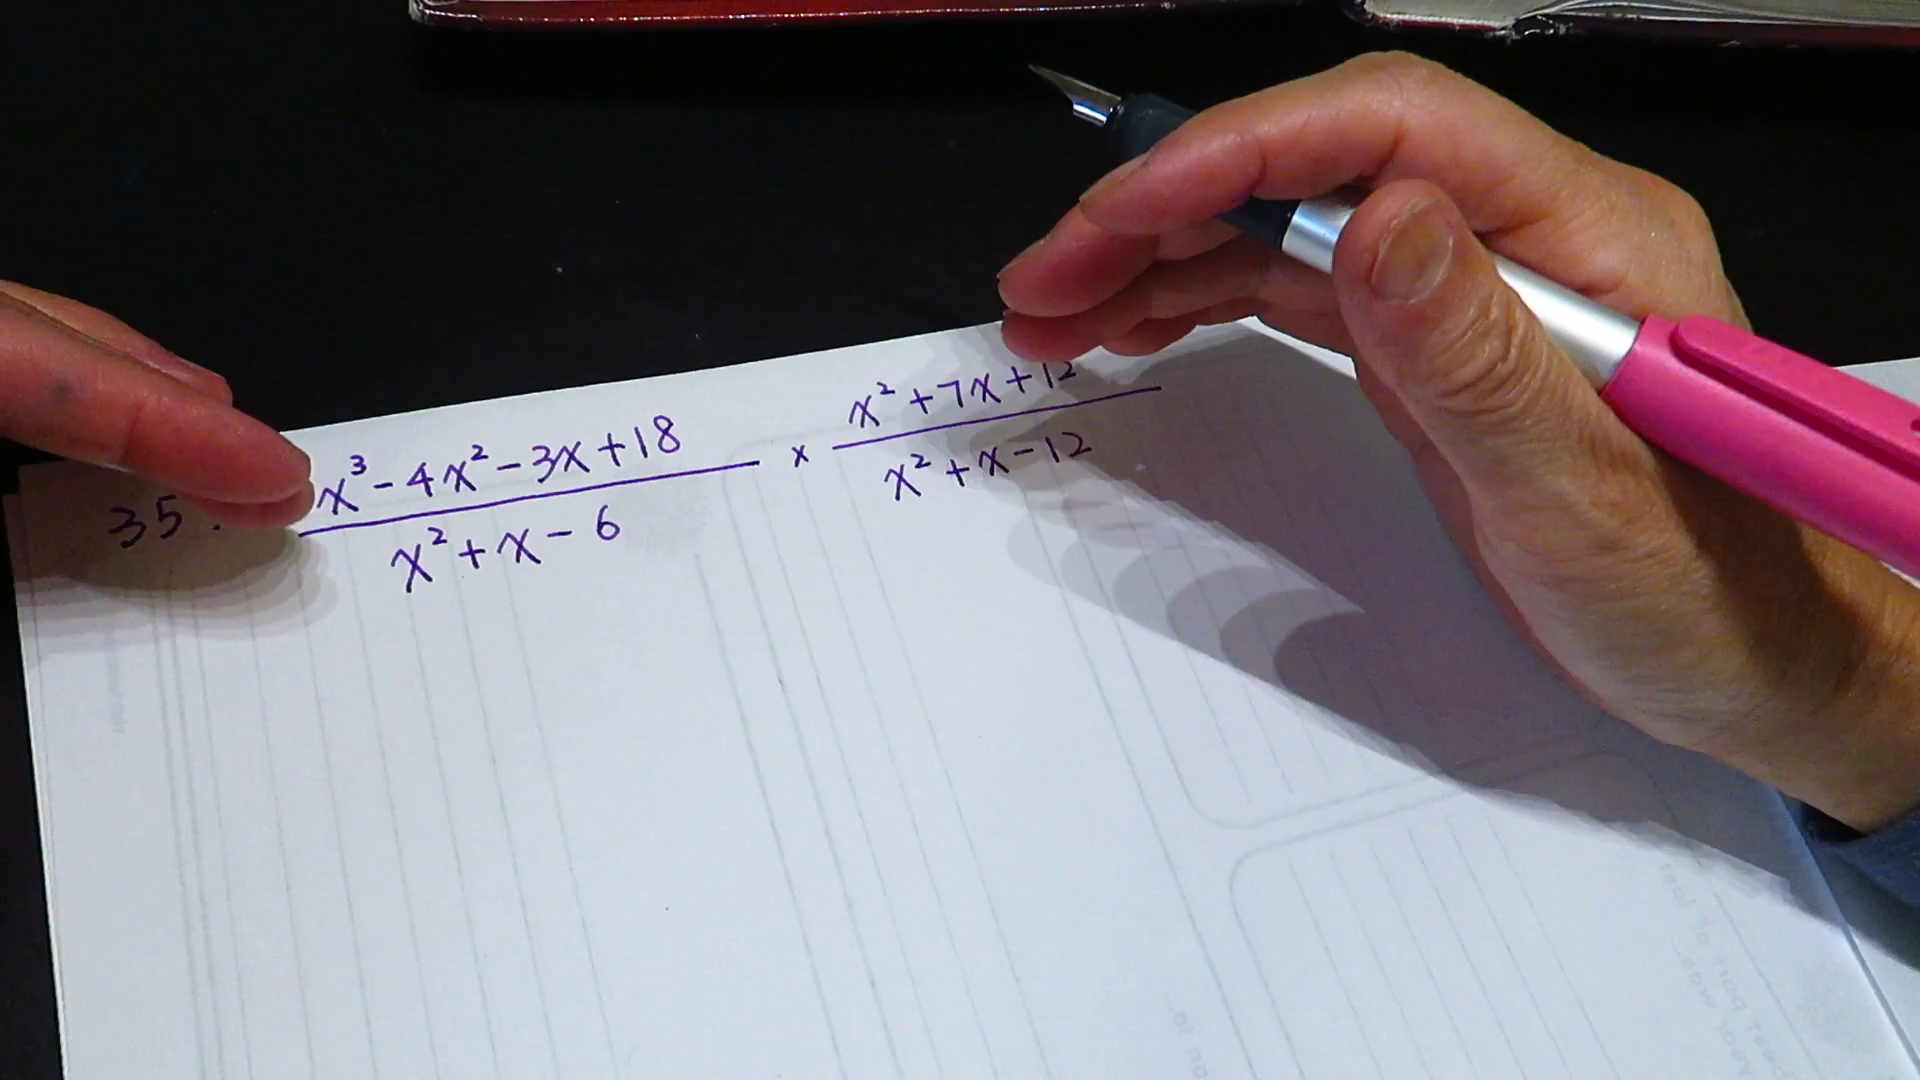 35. x³-4x²-3x+18 / x²+x-6 × x²+7x+12 / x²+x-12